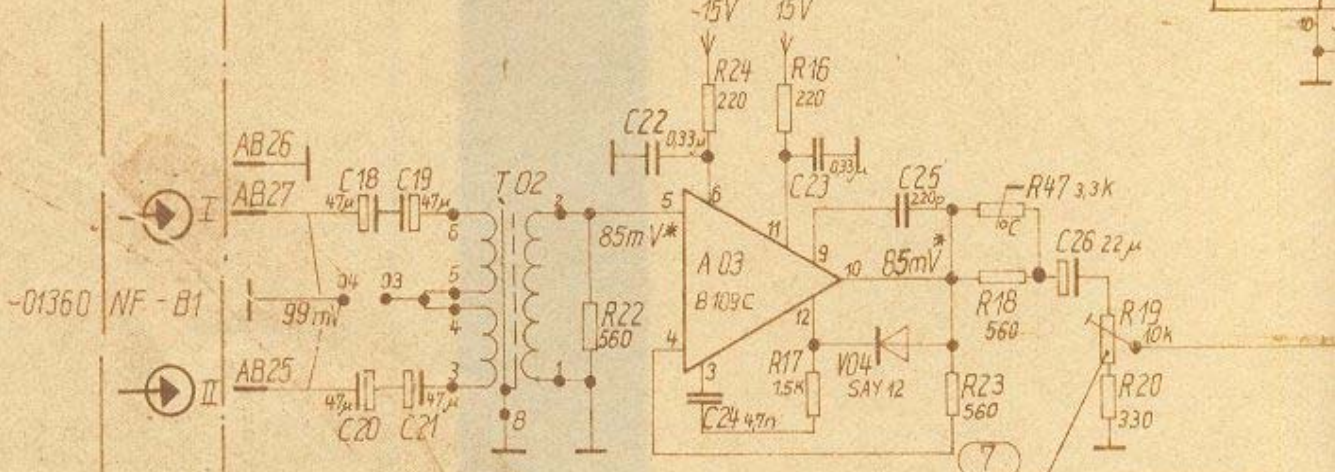 -15V 15V
R24
220
R16
220
C22 0,33µ
C23 0,33µ
AB26
AB27
I
C18
47µ
C19
47µ
T02
6
2
5
85mV*
6
11
A03
B109C
9
10
C25
220p
85mV*
R47 3,3K
C26 22µ
R18
560
R19
10k
-01360 NF-B1
04 03
99mV
5
4
R22
560
4
3
12
R17
1,5K
V04
SAY12
R23
560
R20
330
C24 4,7n
AB25
II
47µ
C20
47µ
C21
3
1
8
7